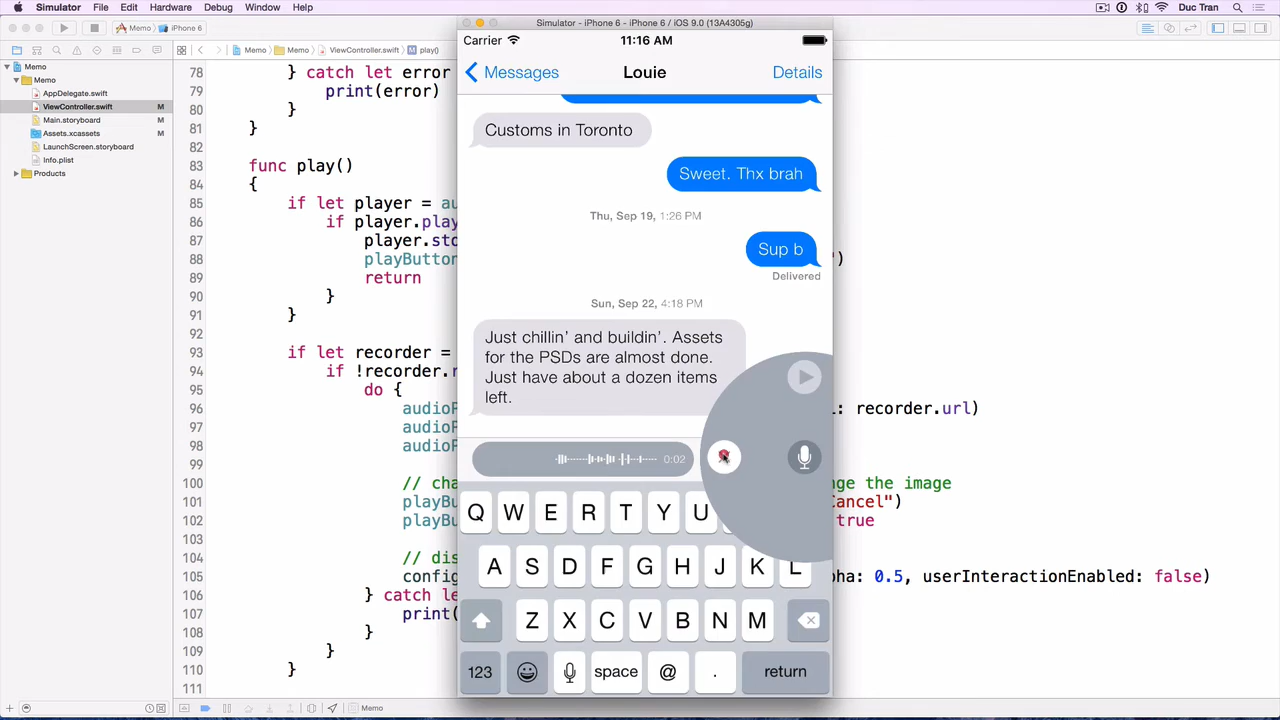 Simulator File Edit Hardware Debug Window Help
Duc Tran
Simulator - iPhone 6 - iPhone 6 / iOS 9.0 (13A4305g)
Memo iPhone 6
Memo Memo ViewController.swift play()
Memo
Memo
AppDelegate.swift
ViewController.swift M
Main.storyboard M
Assets.xcassets M
LaunchScreen.storyboard
Info.plist
Products
78 } catch let error
79 print(error)
80 }
81 }
82
83 func play()
84 {
85 if let player = au
86 if player.play
87 player.sto
88 playButton ")
89 return
90 }
91 }
92
93 if let recorder =
94 if !recorder.r
95 do {
96 audioP l: recorder.url)
97 audioP
98 audioP
99
100 // cha nge the image
101 playBu Cancel")
102 playBu true
103
104 // dis
105 config pha: 0.5, userInteractionEnabled: false)
106 } catch le
107 print(
108 }
109 }
110 }
111
Carrier 11:16 AM
Messages Louie Details
Customs in Toronto
Sweet. Thx brah
Thu, Sep 19, 1:26 PM
Sup b
Delivered
Sun, Sep 22, 4:18 PM
Just chillin’ and buildin’. Assets
for the PSDs are almost done.
Just have about a dozen items
left.
0:02
Q W E R T Y U
A S D F G H J K L
Z X C V B N M
123 space @ . return
Memo